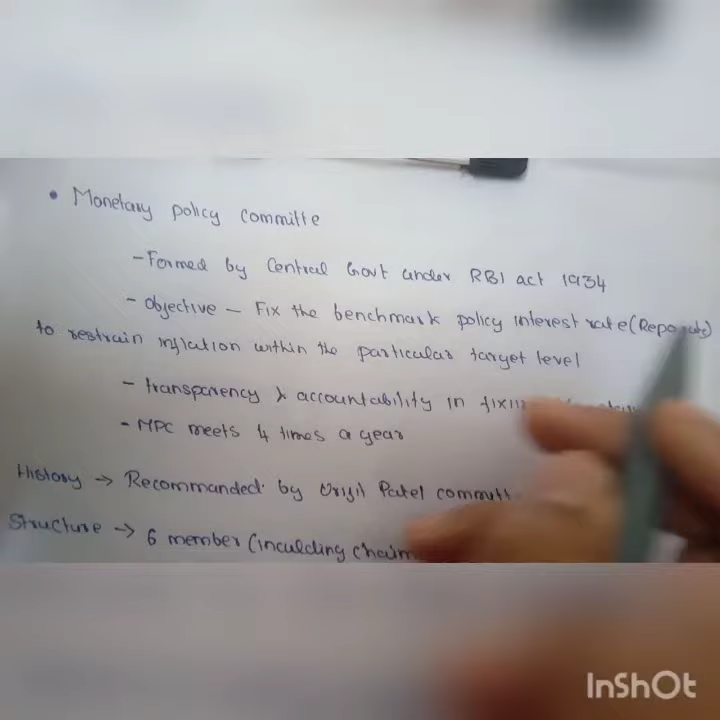 • Monetary policy committe
- Formed by Central Govt under RBI act 1934
- Objective - Fix the benchmark policy interest rate (Repo rate)
to restrain inflation within the particular target level
- transparency & accountability in
- MPC meets 4 times a year
History → Recommanded by Urjit Patel
Structure → 6 member (inculding
InShOt